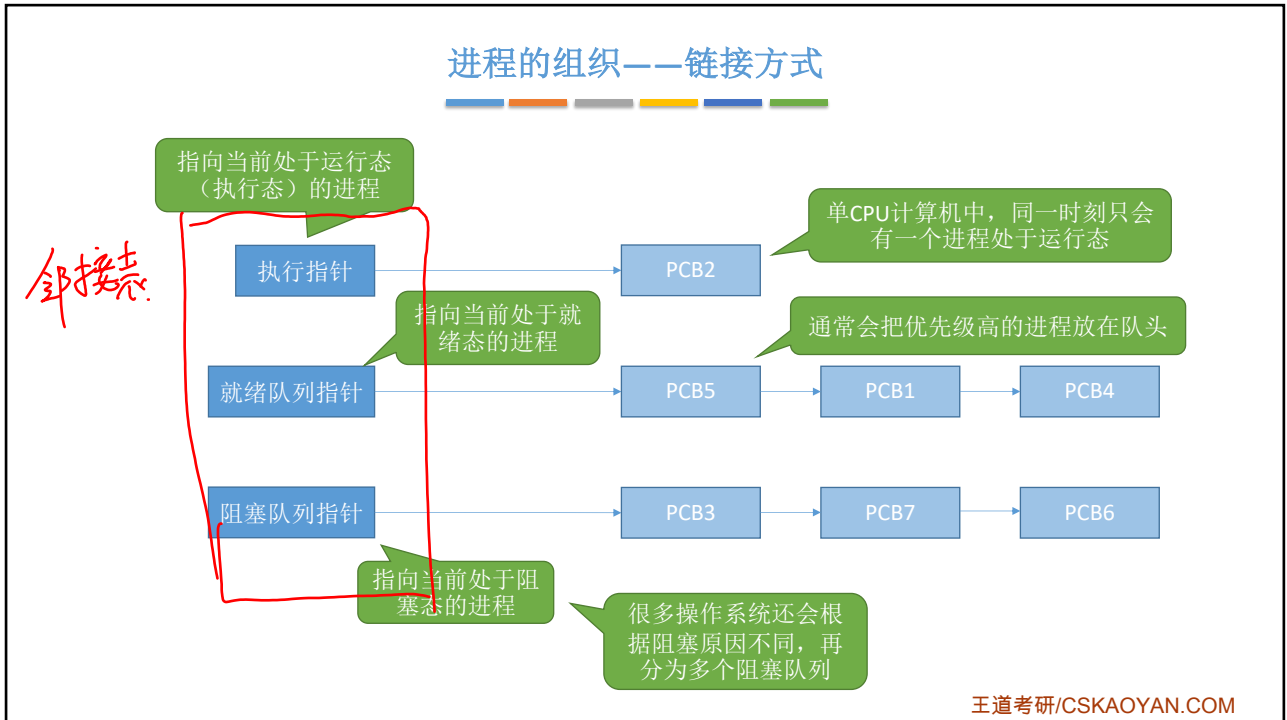 进程的组织——链接方式
指向当前处于运行态
（执行态）的进程
单CPU计算机中，同一时刻只会
有一个进程处于运行态
邻接表
执行指针
PCB2
指向当前处于就
绪态的进程
通常会把优先级高的进程放在队头
就绪队列指针
PCB5
PCB1
PCB4
阻塞队列指针
PCB3
PCB7
PCB6
指向当前处于阻
塞态的进程
很多操作系统还会根
据阻塞原因不同，再
分为多个阻塞队列
王道考研/CSKAOYAN.COM